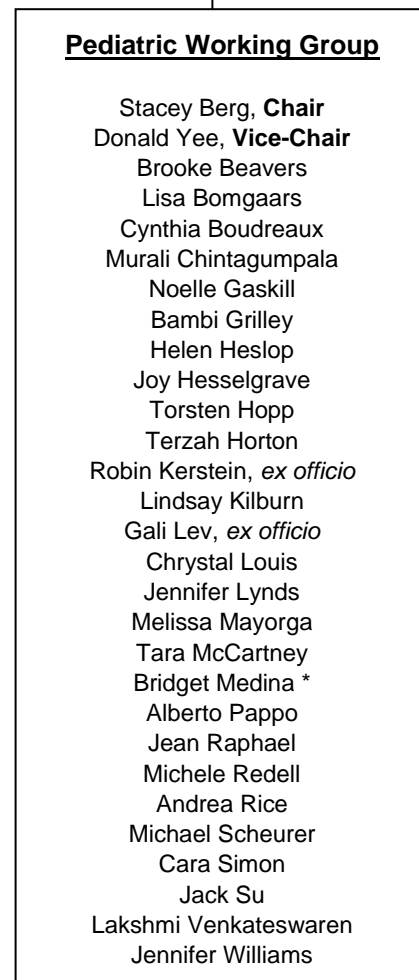 Pediatric Working Group
Stacey Berg, Chair
Donald Yee, Vice-Chair
Brooke Beavers
Lisa Bomgaars
Cynthia Boudreaux
Murali Chintagumpala
Noelle Gaskill
Bambi Grilley
Helen Heslop
Joy Hesselgrave
Torsten Hopp
Terzah Horton
Robin Kerstein, ex officio
Lindsay Kilburn
Gali Lev, ex officio
Chrystal Louis
Jennifer Lynds
Melissa Mayorga
Tara McCartney
Bridget Medina *
Alberto Pappo
Jean Raphael
Michele Redell
Andrea Rice
Michael Scheurer
Cara Simon
Jack Su
Lakshmi Venkateswaren
Jennifer Williams